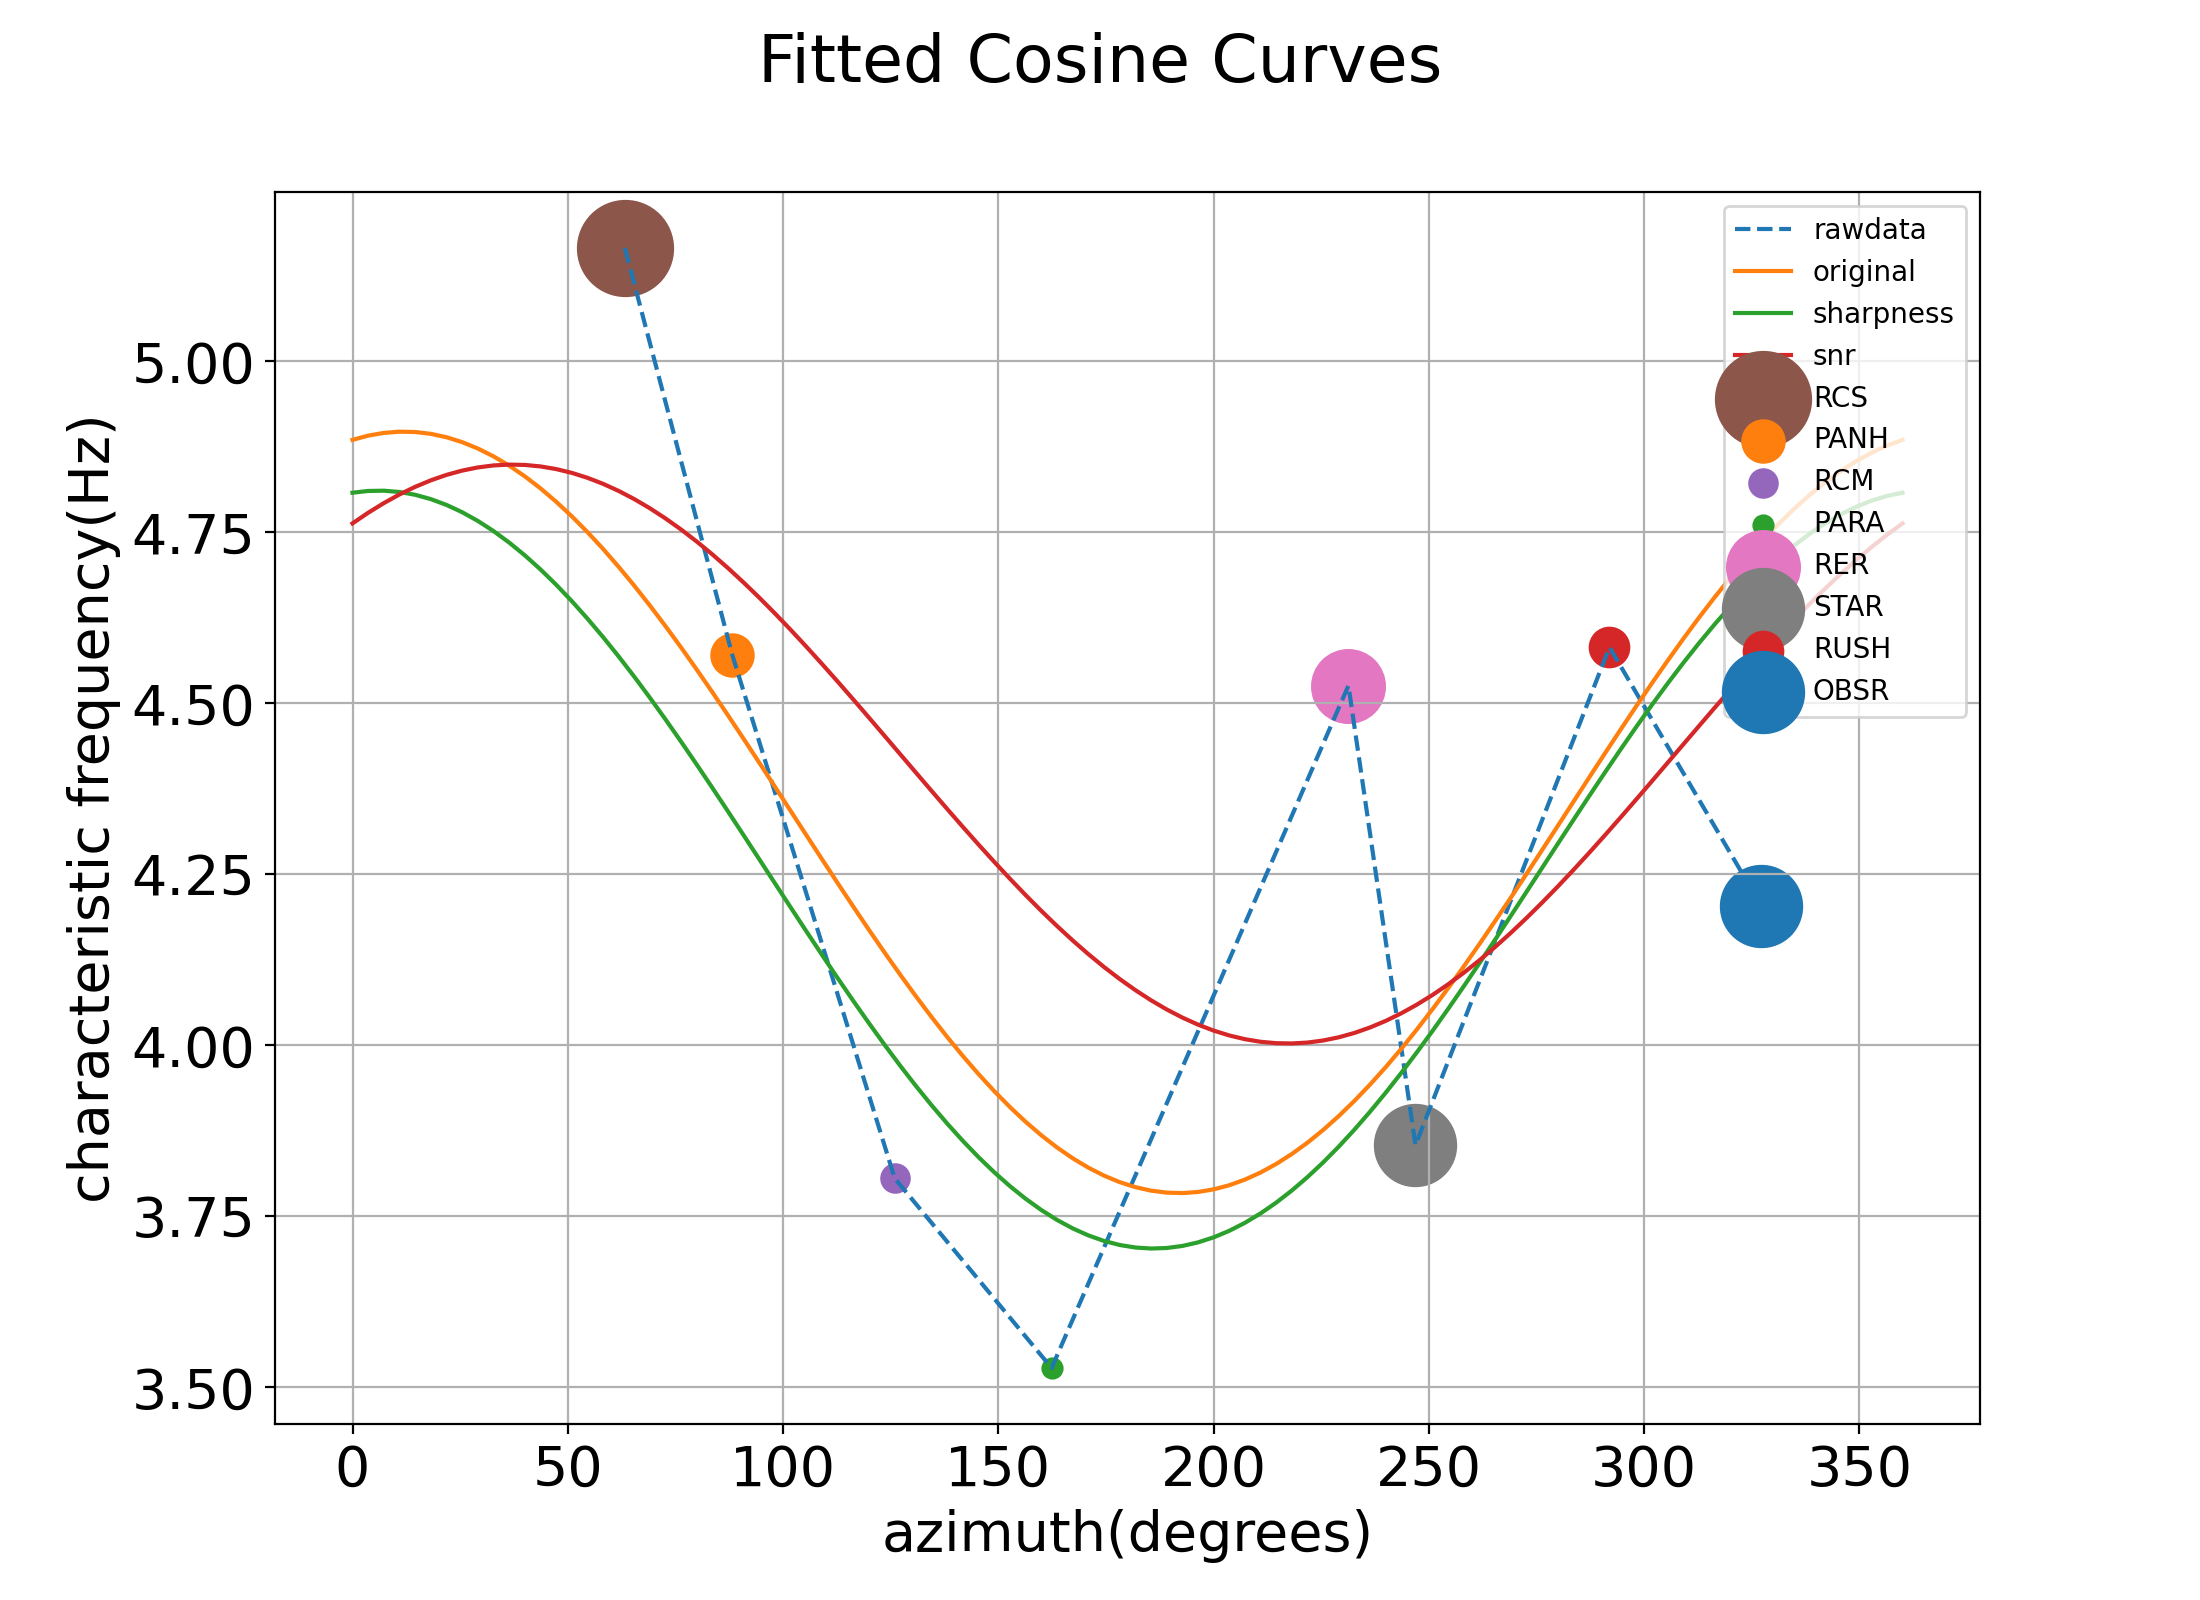 Fitted Cosine Curves
characteristic frequency(Hz)
5.00
4.75
4.50
4.25
4.00
3.75
3.50
rawdata
original
sharpness
snr
RCS
PANH
RCM
PARA
RER
STAR
RUSH
OBSR
0 50 100 150 200 250 300 350
azimuth(degrees)